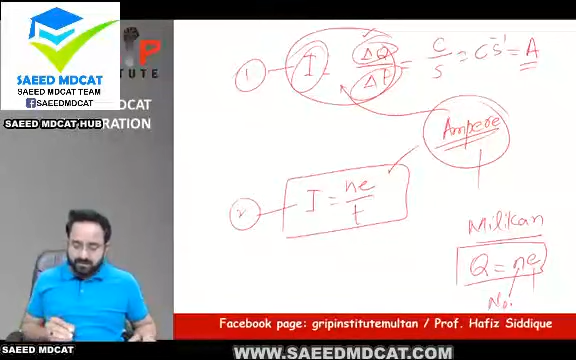 SAEED MDCAT
SAEED MDCAT TEAM
f/SAEEDMDCAT
P
TUTE
DCAT
SAEED MDCAT HUB
RATION
1 I = ΔQ/Δt = C/S = CS⁻¹ = A
Ampere
2 I = ne/t
Milikan
Q = ne
No.
Facebook page: gripinstitutemultan / Prof. Hafiz Siddique
SAEED MDCAT
WWW.SAEEDMDCAT.COM